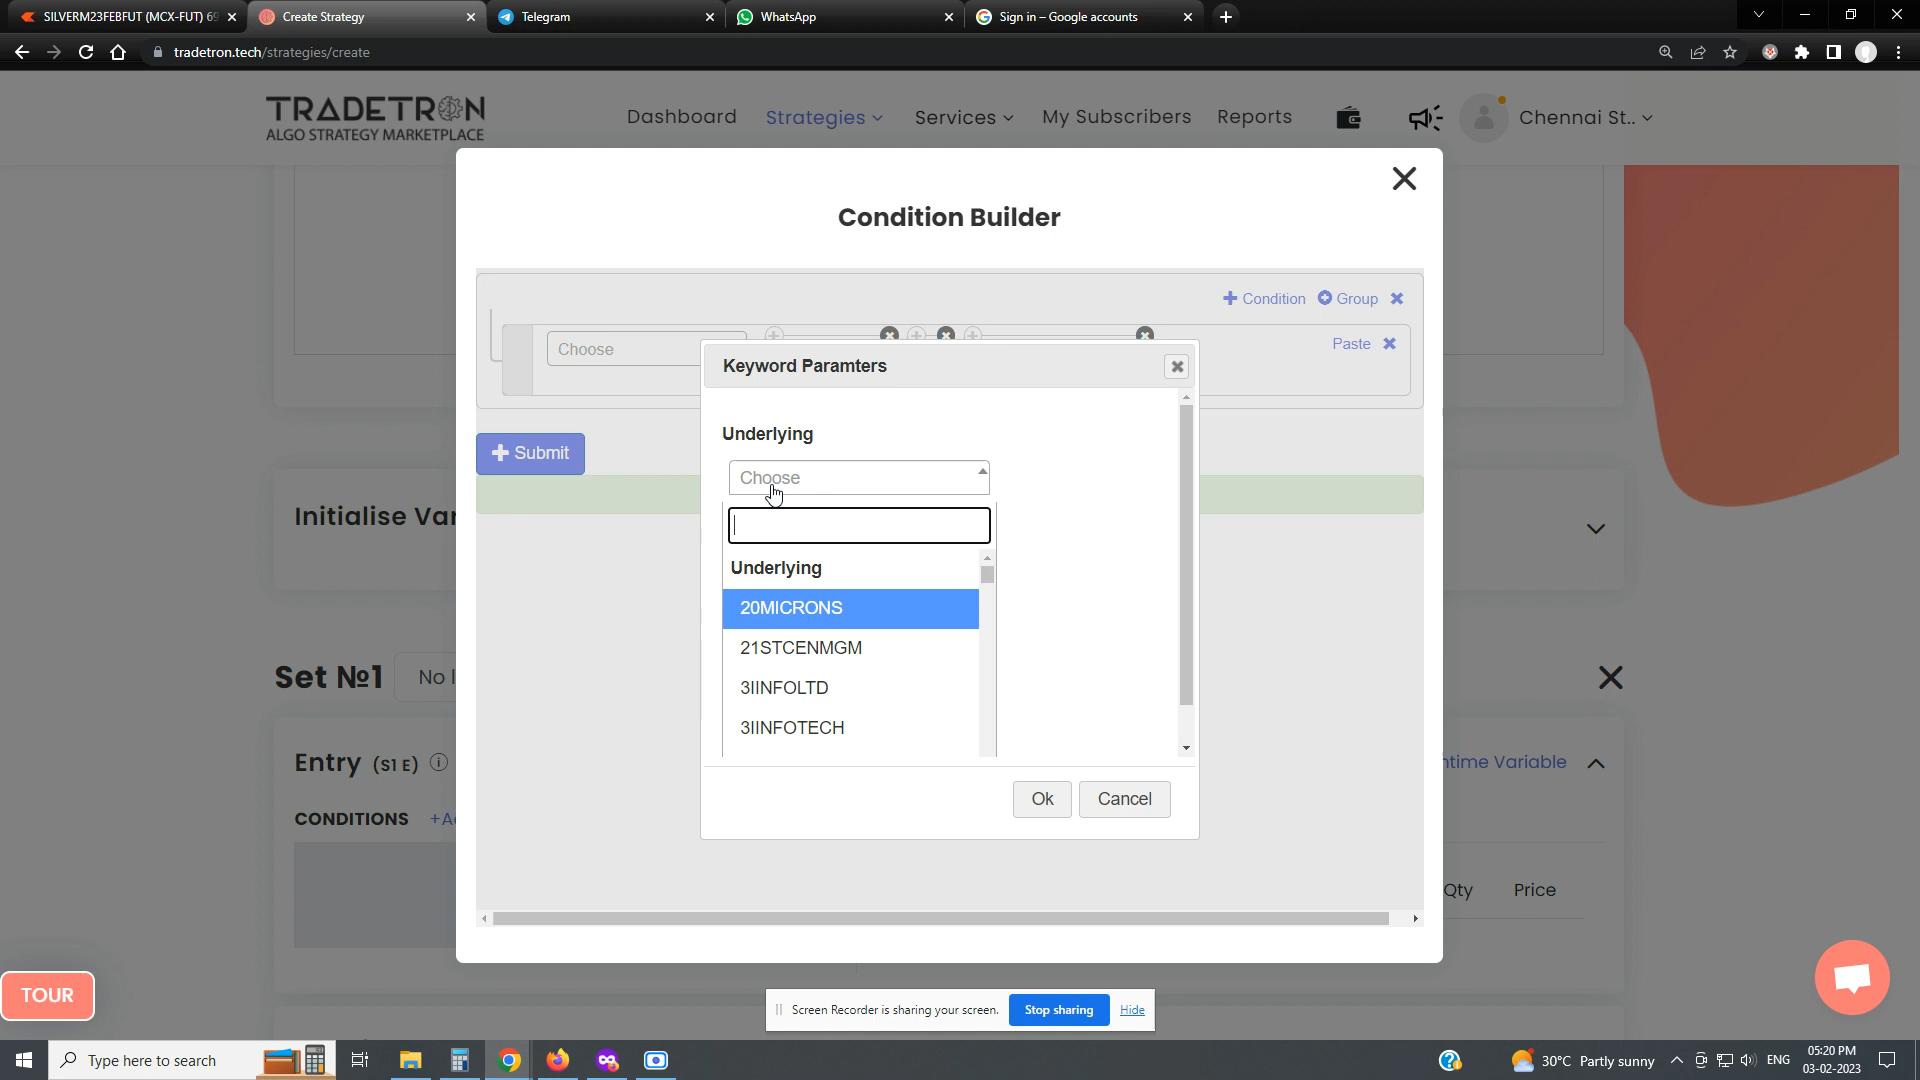 SILVERM23FEBFUT (MCX-FUT) 69
Create Strategy
Telegram
WhatsApp
Sign in – Google accounts
tradetron.tech/strategies/create
TRADETRON
ALGO STRATEGY MARKETPLACE
Dashboard
Strategies
Services
My Subscribers
Reports
Chennai St..
Condition Builder
+ Condition
Group
Choose
Paste
Keyword Paramters
Underlying
+ Submit
Choose
Initialise Var
Underlying
20MICRONS
21STCENMGM
3IINFOLTD
3IINFOTECH
Set №1
No l
Entry (S1 E)
ntime Variable
Ok
Cancel
CONDITIONS
+A
Qty
Price
TOUR
Screen Recorder is sharing your screen.
Stop sharing
Hide
Type here to search
30°C Partly sunny
ENG
05:20 PM
03-02-2023